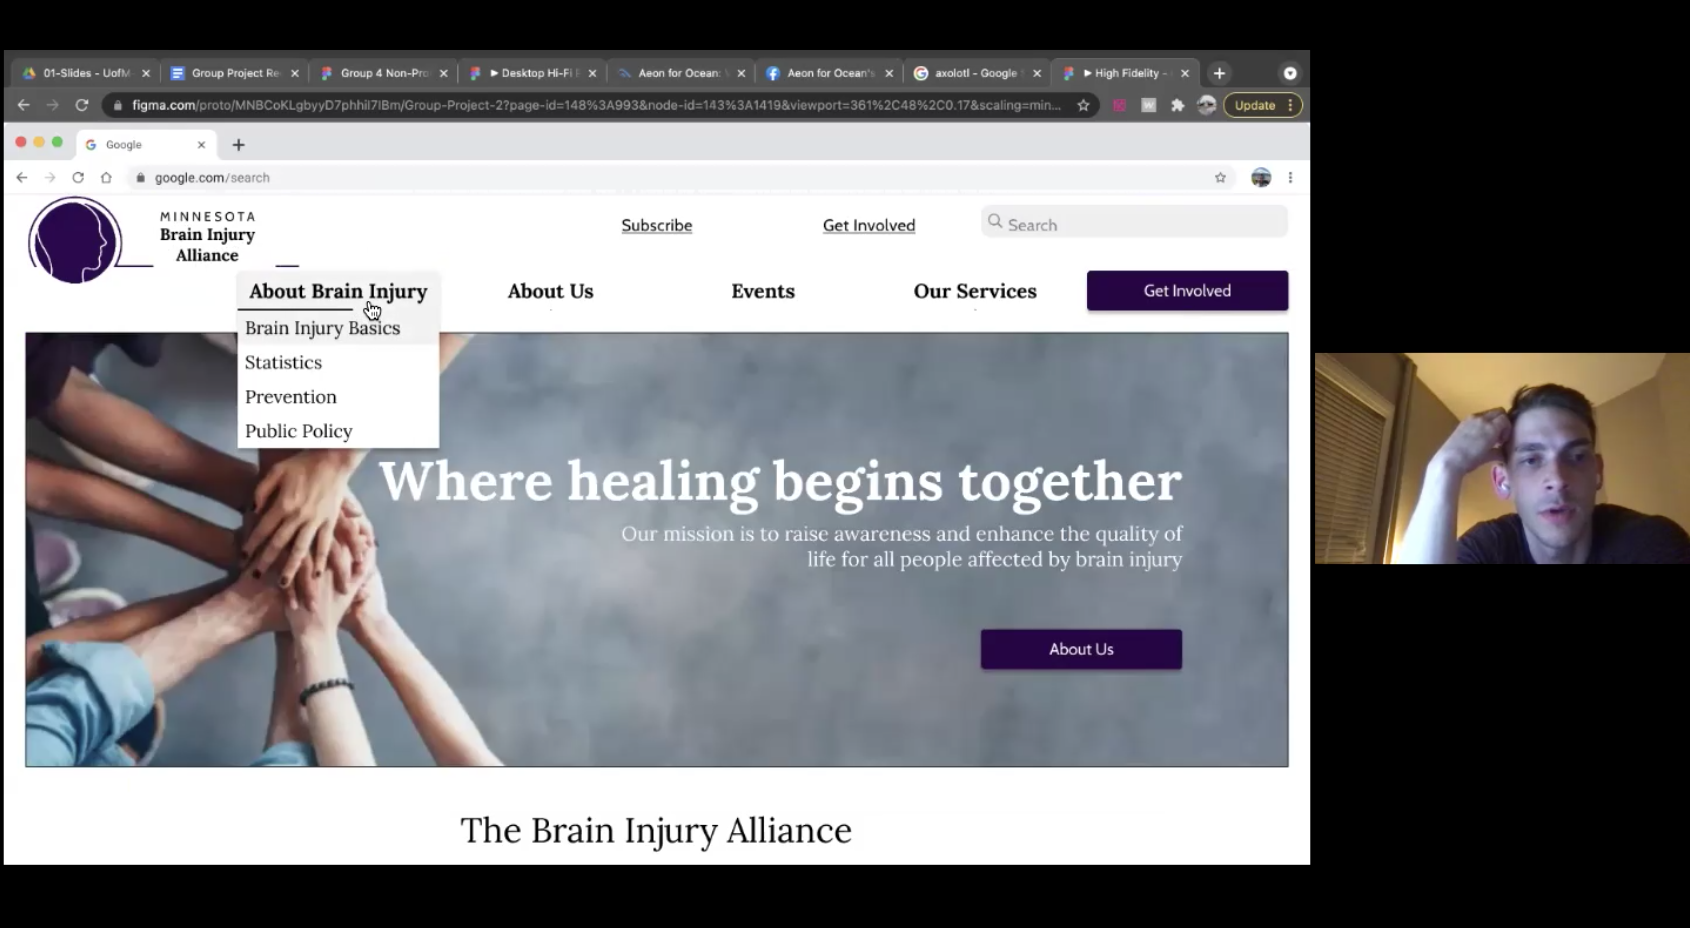 01-Slides - UofM
Group Project Re
Group 4 Non-Pro
Desktop Hi-Fi
Aeon for Ocean:
Aeon for Ocean's
axolotl - Google
High Fidelity -
figma.com/proto/MNBCoKLgbyyD7phhil7lBm/Group-Project-2?page-id=148%3A993&node-id=143%3A1419&viewport=361%2C48%2C0.17&scaling=min...
Update
Google
google.com/search
MINNESOTA
Brain Injury
Alliance
Subscribe
Get Involved
Search
About Brain Injury
About Us
Events
Our Services
Get Involved
Brain Injury Basics
Statistics
Prevention
Public Policy
Where healing begins together
Our mission is to raise awareness and enhance the quality of
life for all people affected by brain injury
About Us
The Brain Injury Alliance